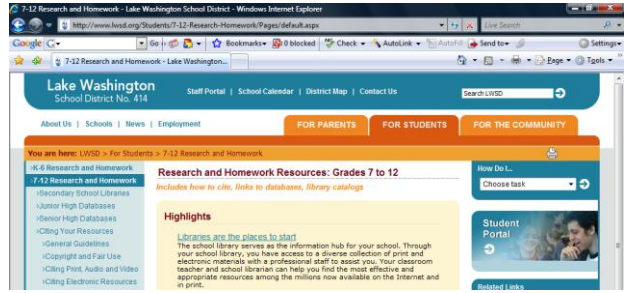 7-12 Research and Homework - Lake Washington School District - Windows Internet Explorer
http://www.lwsd.org/Students/7-12-Research-Homework/Pages/default.aspx
Live Search
Google
Go
Bookmarks
0 blocked
Check
AutoLink
AutoFill
Send to
Settings
7-12 Research and Homework - Lake Washington...
Page
Tools
Lake Washington
School District No. 414
Staff Portal | School Calendar | District Map | Contact Us
Search LWSD
About Us | Schools | News | Employment
FOR PARENTS
FOR STUDENTS
FOR THE COMMUNITY
You are here: LWSD > For Students > 7-12 Research and Homework
K-6 Research and Homework
7-12 Research and Homework
Secondary School Libraries
Junior High Databases
Senior High Databases
Citing Your Resources
General Guidelines
Copyright and Fair Use
Citing Print, Audio and Video
Citing Electronic Resources
Research and Homework Resources: Grades 7 to 12
Includes how to cite, links to databases, library catalogs
Highlights
Libraries are the places to start
The school library serves as the information hub for your school. Through
your school library, you have access to a diverse collection of print and
electronic materials with a professional staff to assist you. Your classroom
teacher and school librarian can help you find the most effective and
appropriate resources among the millions now available on the Internet and
in print.
How Do I...
Choose task
Student
Portal
Related Links